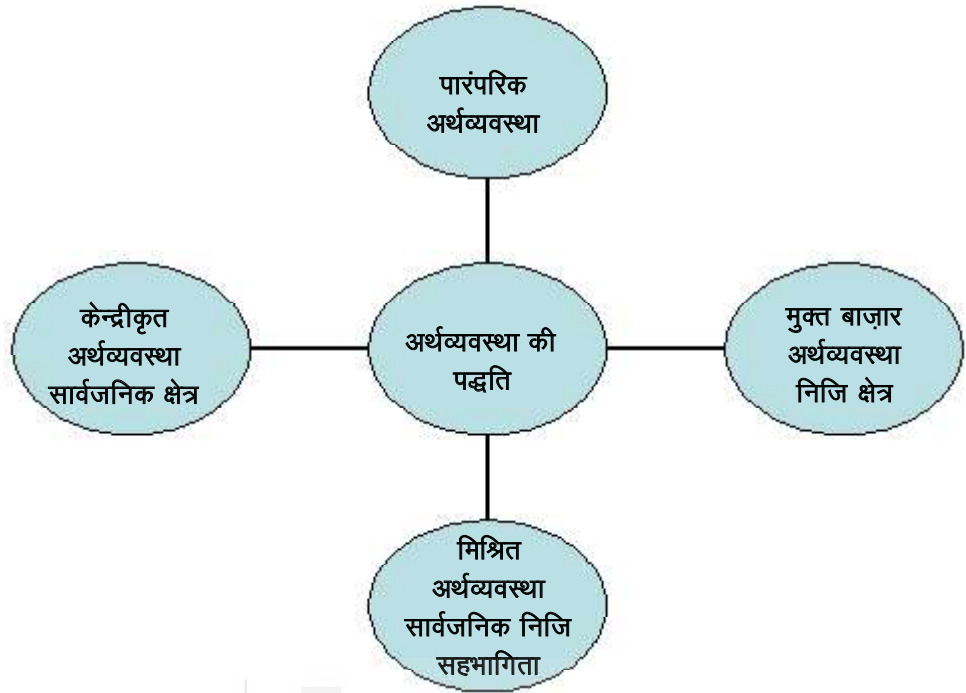 पारंपरिक
अर्थव्यवस्था
केन्द्रीकृत
अर्थव्यवस्था
सार्वजनिक क्षेत्र
अर्थव्यवस्था की
पद्धति
मुक्त बाज़ार
अर्थव्यवस्था
निजि क्षेत्र
मिश्रित
अर्थव्यवस्था
सार्वजनिक निजि
सहभागिता